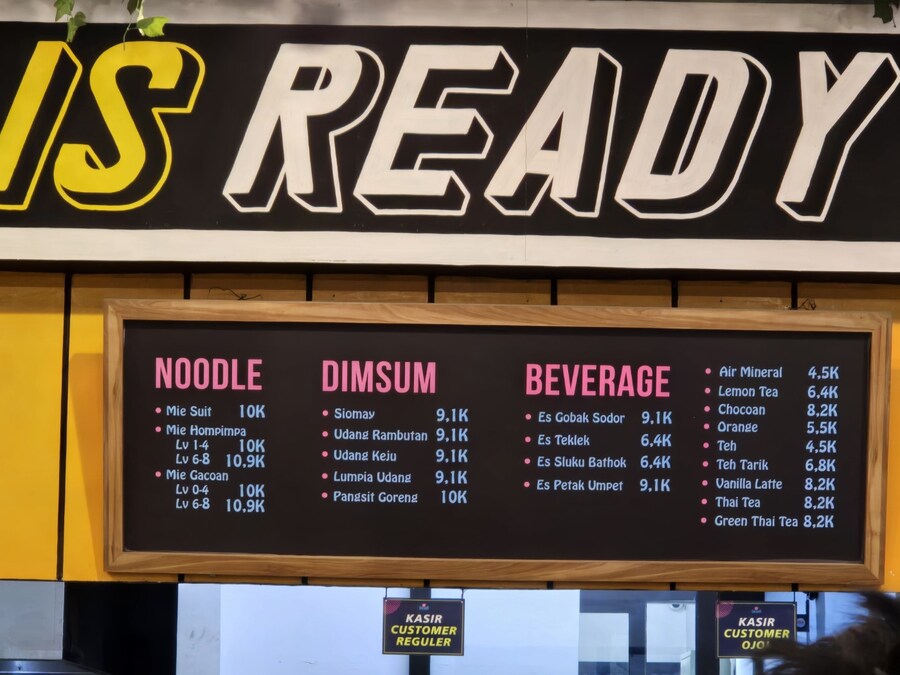 IS READY
NOODLE
• Mie Suit 10K
• Mie Hompimpa
Lv 1-4 10K
Lv 6-8 10,9K
• Mie Gacoan
Lv 0-4 10K
Lv 6-8 10,9K
DIMSUM
• Siomay 9,1K
• Udang Rambutan 9,1K
• Udang Keju 9,1K
• Lumpia Udang 9,1K
• Pangsit Goreng 10K
BEVERAGE
• Es Gobak Sodor 9,1K
• Es Teklek 6,4K
• Es Sluku Bathok 6,4K
• Es Petak Umpet 9,1K
• Air Mineral 4,5K
• Lemon Tea 6,4K
• Chocoan 8,2K
• Orange 5,5K
• Teh 4,5K
• Teh Tarik 6,8K
• Vanilla Latte 8,2K
• Thai Tea 8,2K
• Green Thai Tea 8,2K
KASIR
CUSTOMER
REGULER
KASIR
CUSTOMER